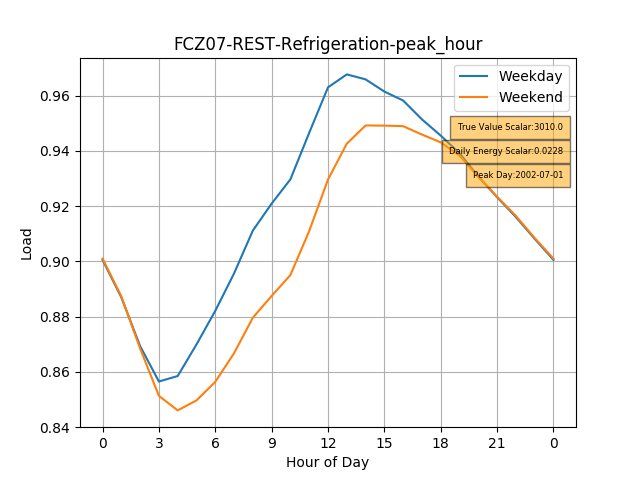 FCZ07-REST-Refrigeration-peak_hour
Weekday
Weekend
True Value Scalar:3010.0
Daily Energy Scalar:0.0228
Peak Day:2002-07-01
Load
0.96
0.94
0.92
0.90
0.88
0.86
0.84
0 3 6 9 12 15 18 21 0
Hour of Day